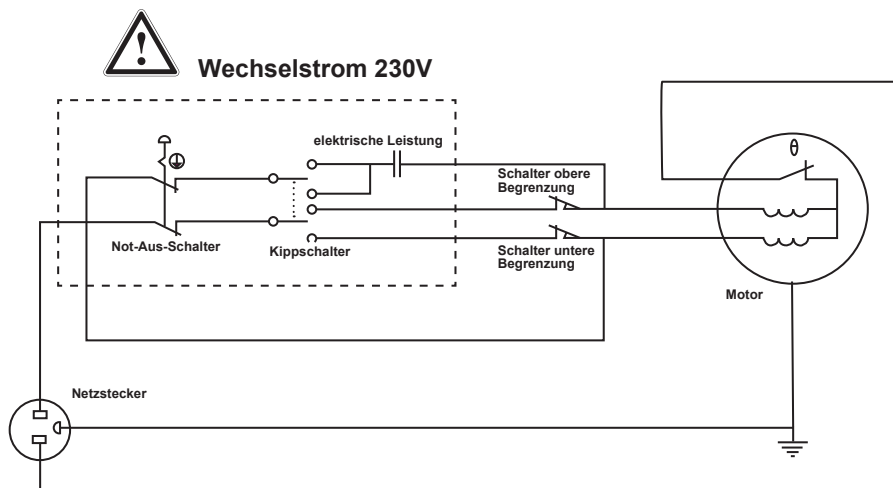 Wechselstrom 230V
elektrische Leistung
Schalter obere
Begrenzung
θ
Not-Aus-Schalter
Kippschalter
Schalter untere
Begrenzung
Motor
Netzstecker